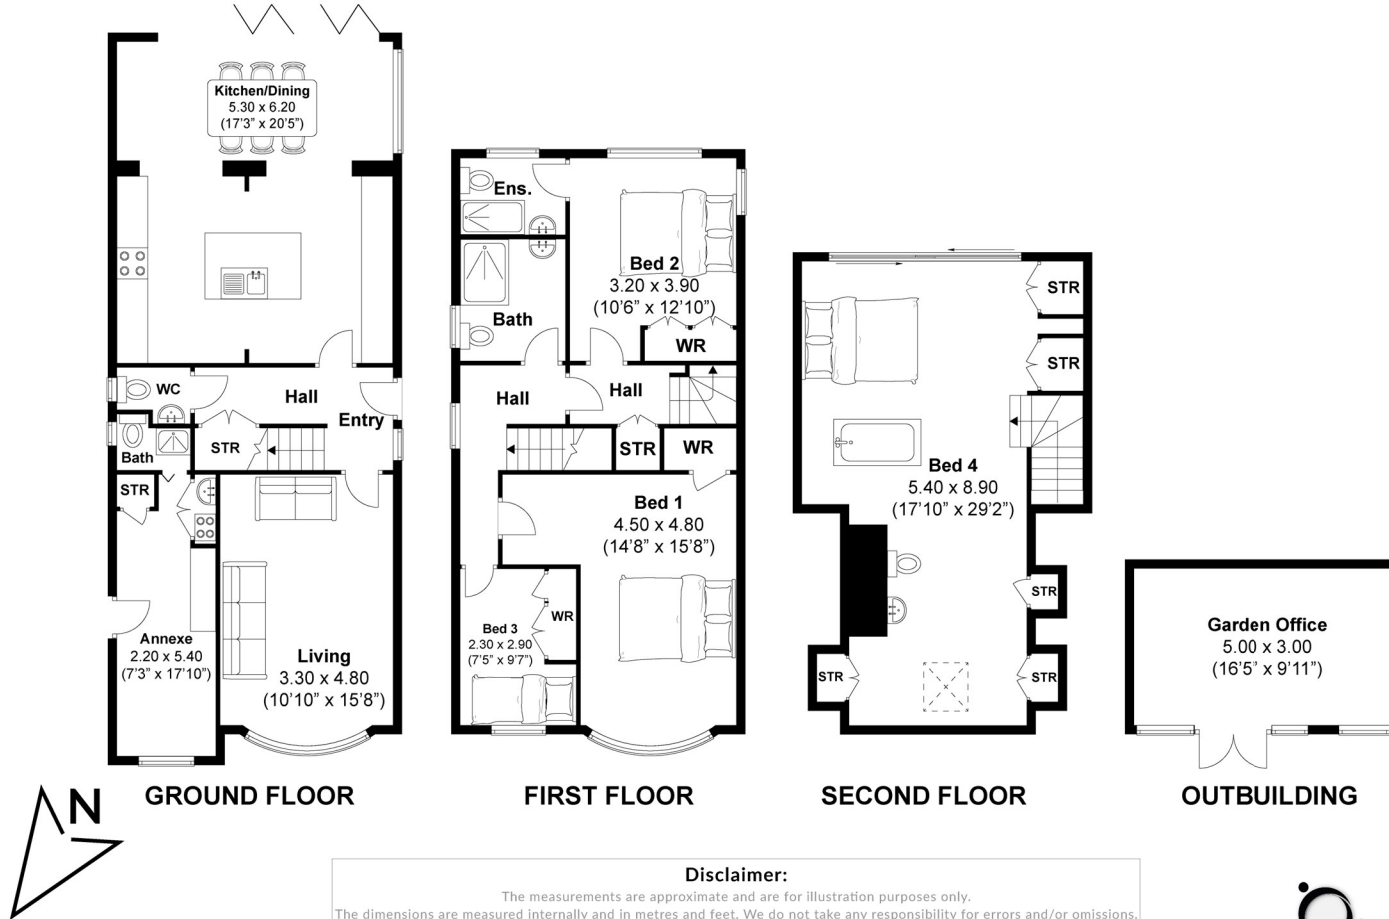 Kitchen/Dining
5.30 x 6.20
(17'3” x 20'5”)
WC
Hall
Entry
Bath
STR
STR
Annexe
2.20 x 5.40
(7'3” x 17'10”)
Living
3.30 x 4.80
(10'10” x 15'8”)
GROUND FLOOR
Ens.
Bath
Bed 2
3.20 x 3.90
(10'6” x 12'10”)
WR
Hall
Hall
STR
WR
Bed 1
4.50 x 4.80
(14'8” x 15'8”)
Bed 3
2.30 x 2.90
(7'5” x 9'7”)
WR
FIRST FLOOR
STR
STR
Bed 4
5.40 x 8.90
(17'10” x 29'2”)
STR
STR
STR
SECOND FLOOR
Garden Office
5.00 x 3.00
(16'5” x 9'11”)
OUTBUILDING
N
Disclaimer:
The measurements are approximate and are for illustration purposes only.
The dimensions are measured internally and in metres and feet. We do not take any responsibility for errors and/or omissions.